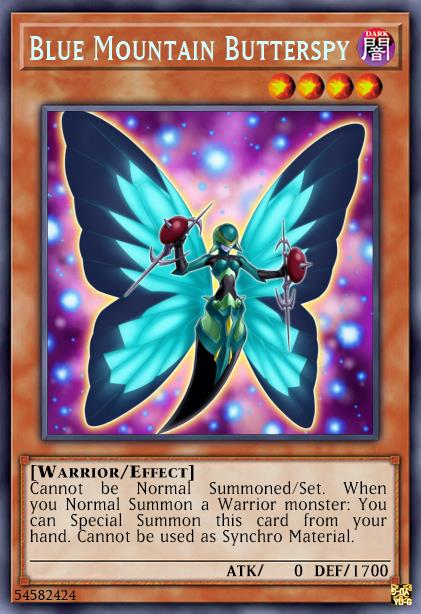 BLUE MOUNTAIN BUTTERSPY
DARK
闇
[WARRIOR/EFFECT]
Cannot be Normal Summoned/Set. When
you Normal Summon a Warrior monster: You
can Special Summon this card from your
hand. Cannot be used as Synchro Material.
ATK/ 0 DEF/1700
54582424